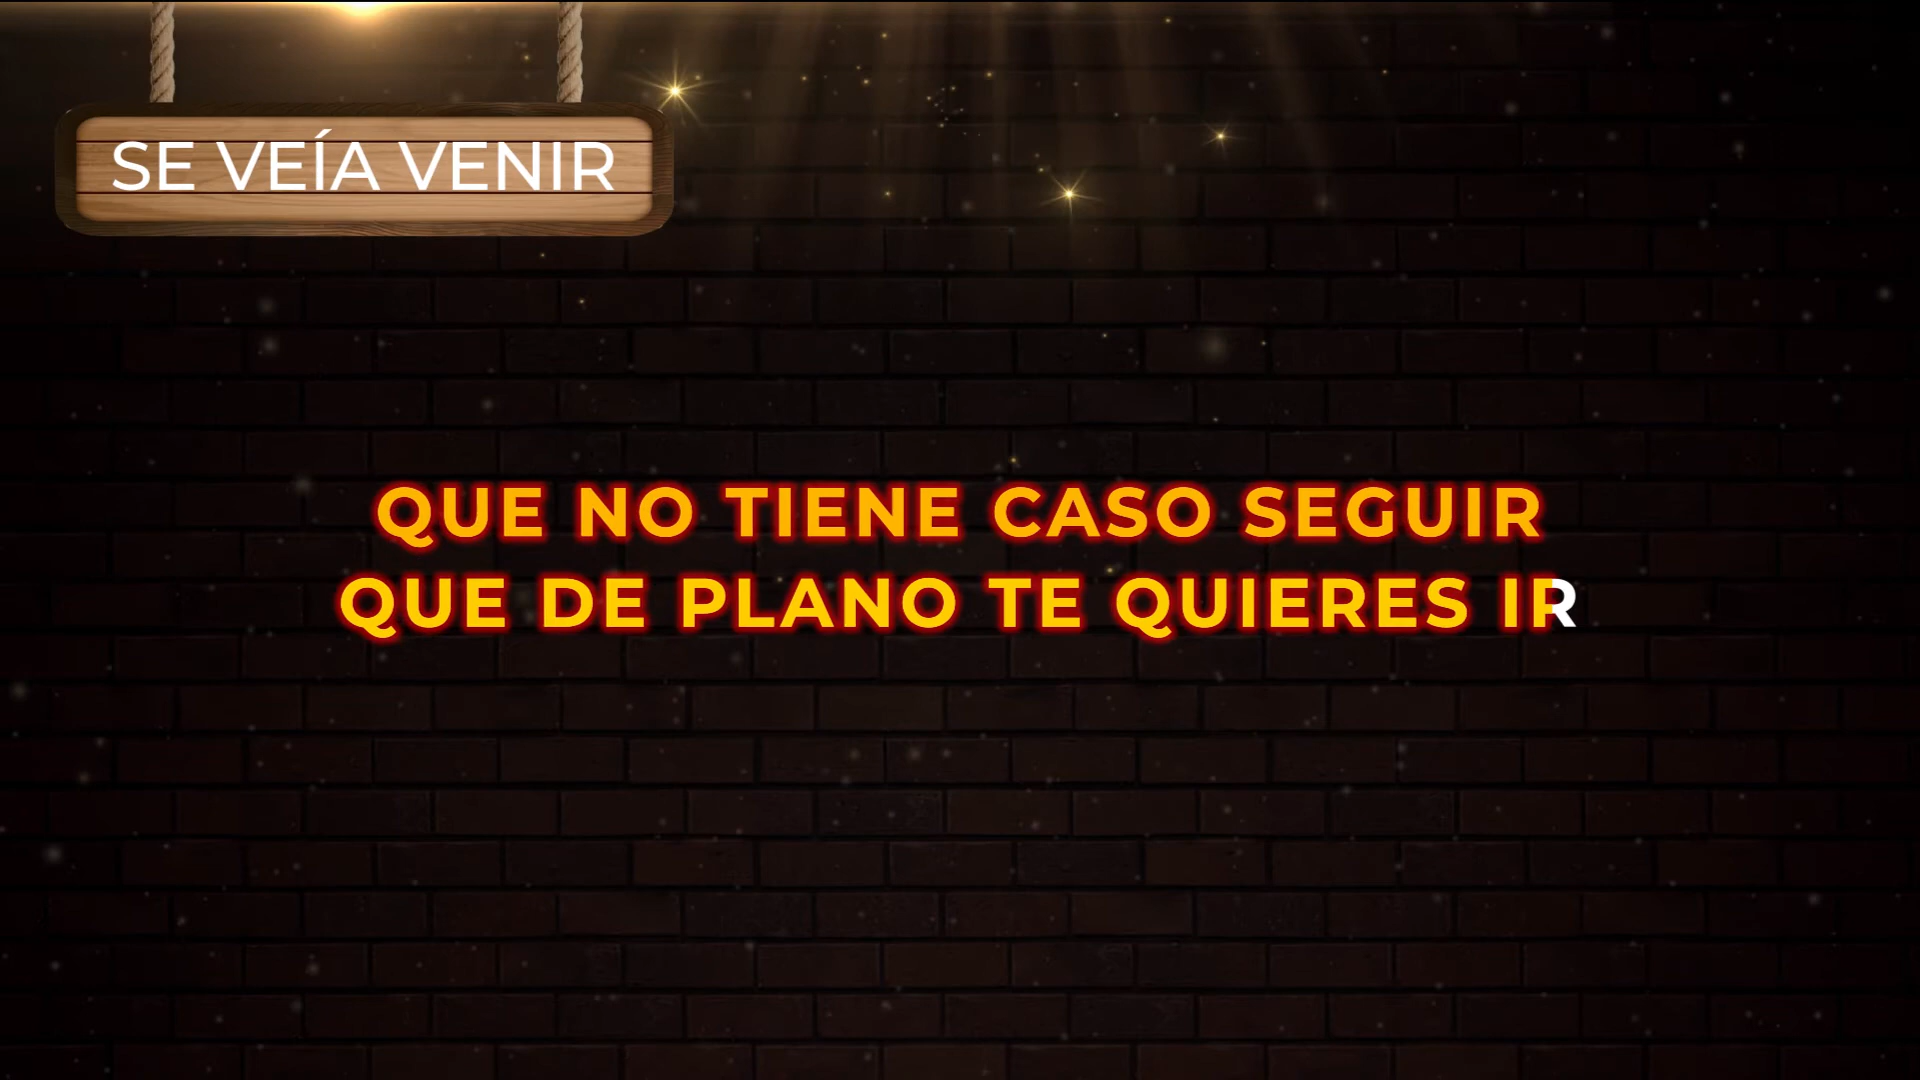 SE VEÍA VENIR
QUE NO TIENE CASO SEGUIR
QUE DE PLANO TE QUIERES IR